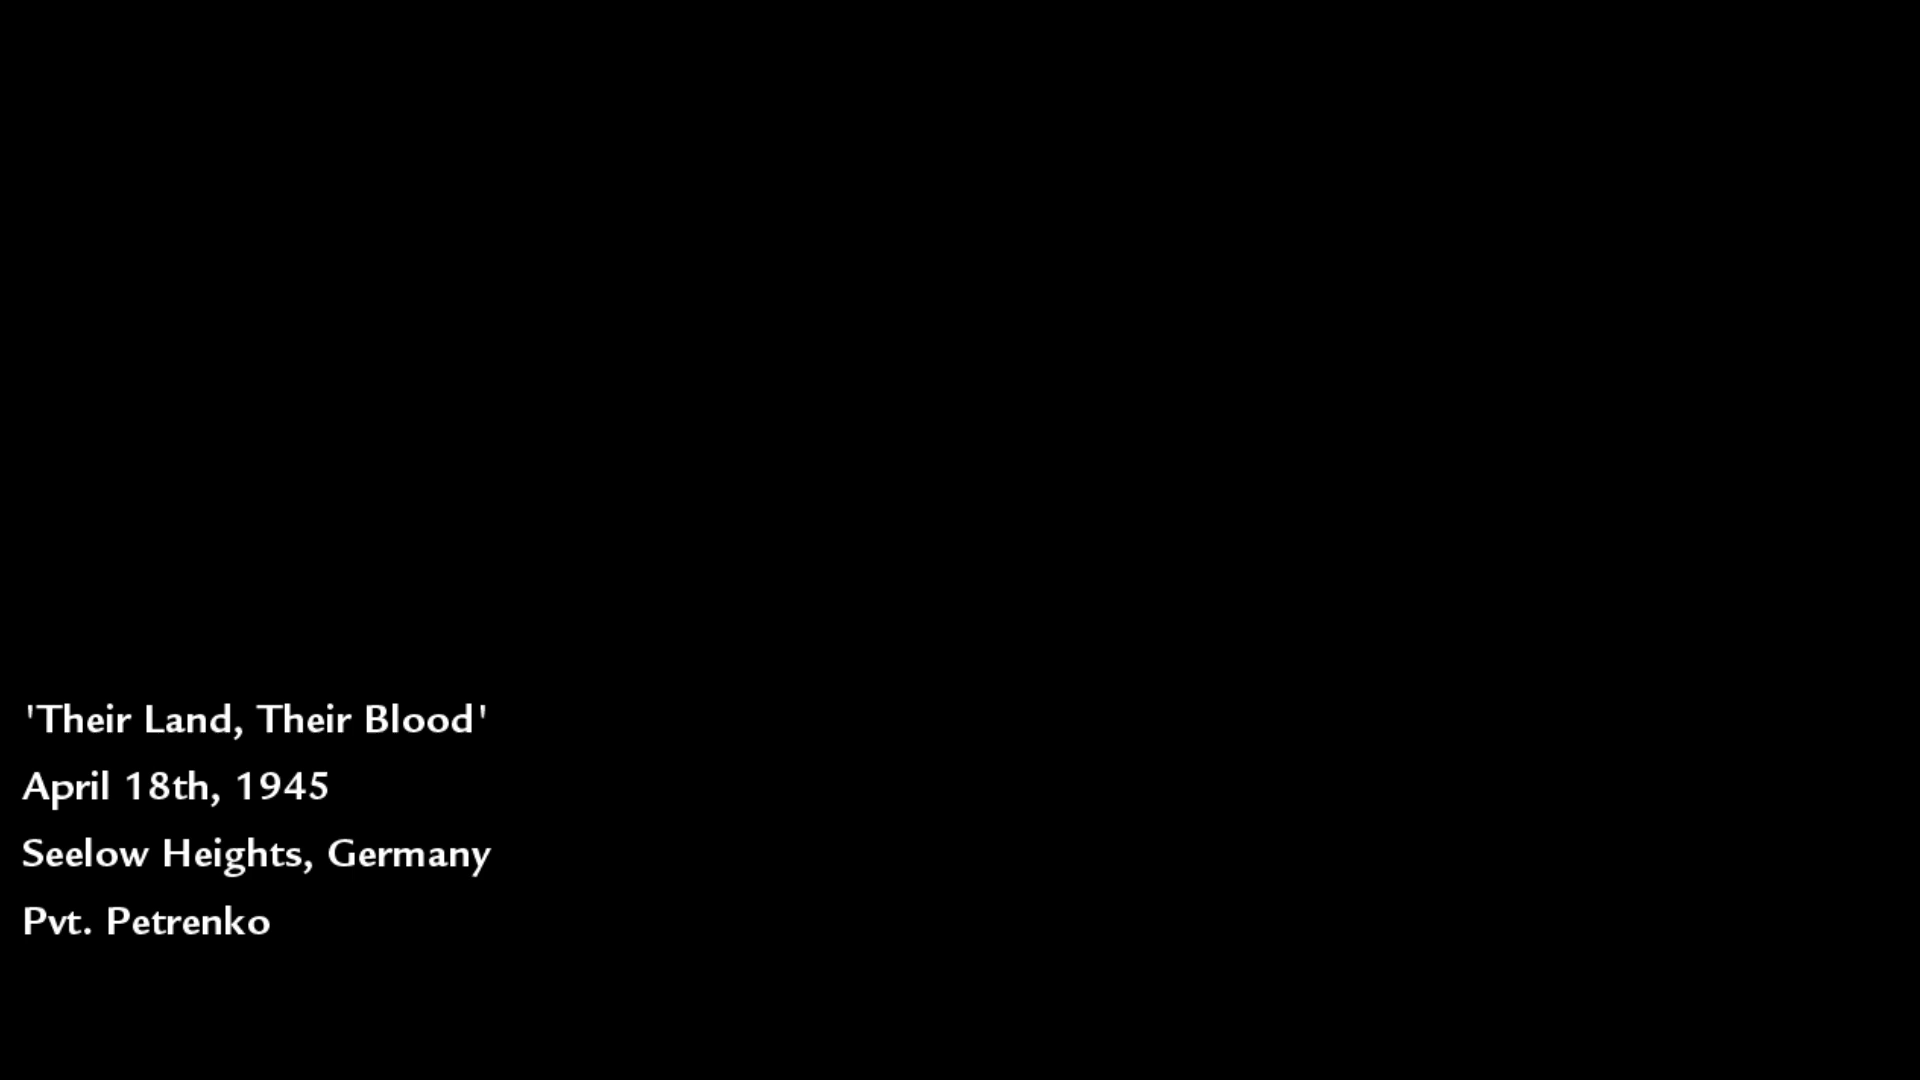 'Their Land, Their Blood'
April 18th, 1945
Seelow Heights, Germany
Pvt. Petrenko